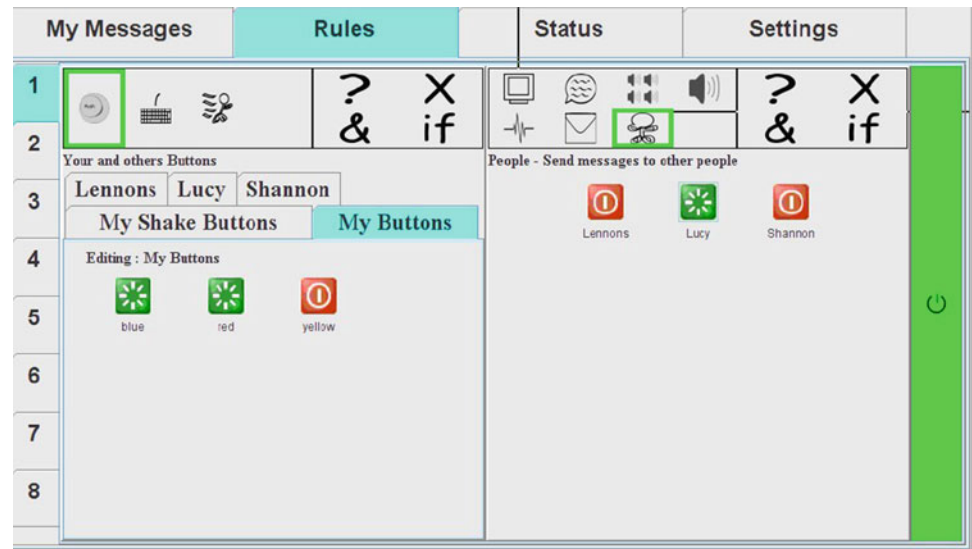 My Messages
Rules
Status
Settings
1
2
3
4
5
6
7
8
? X
& if
? X
& if
Your and others Buttons
Lennons Lucy Shannon
My Shake Buttons My Buttons
Editing : My Buttons
blue red yellow
People - Send messages to other people
Lennons Lucy Shannon